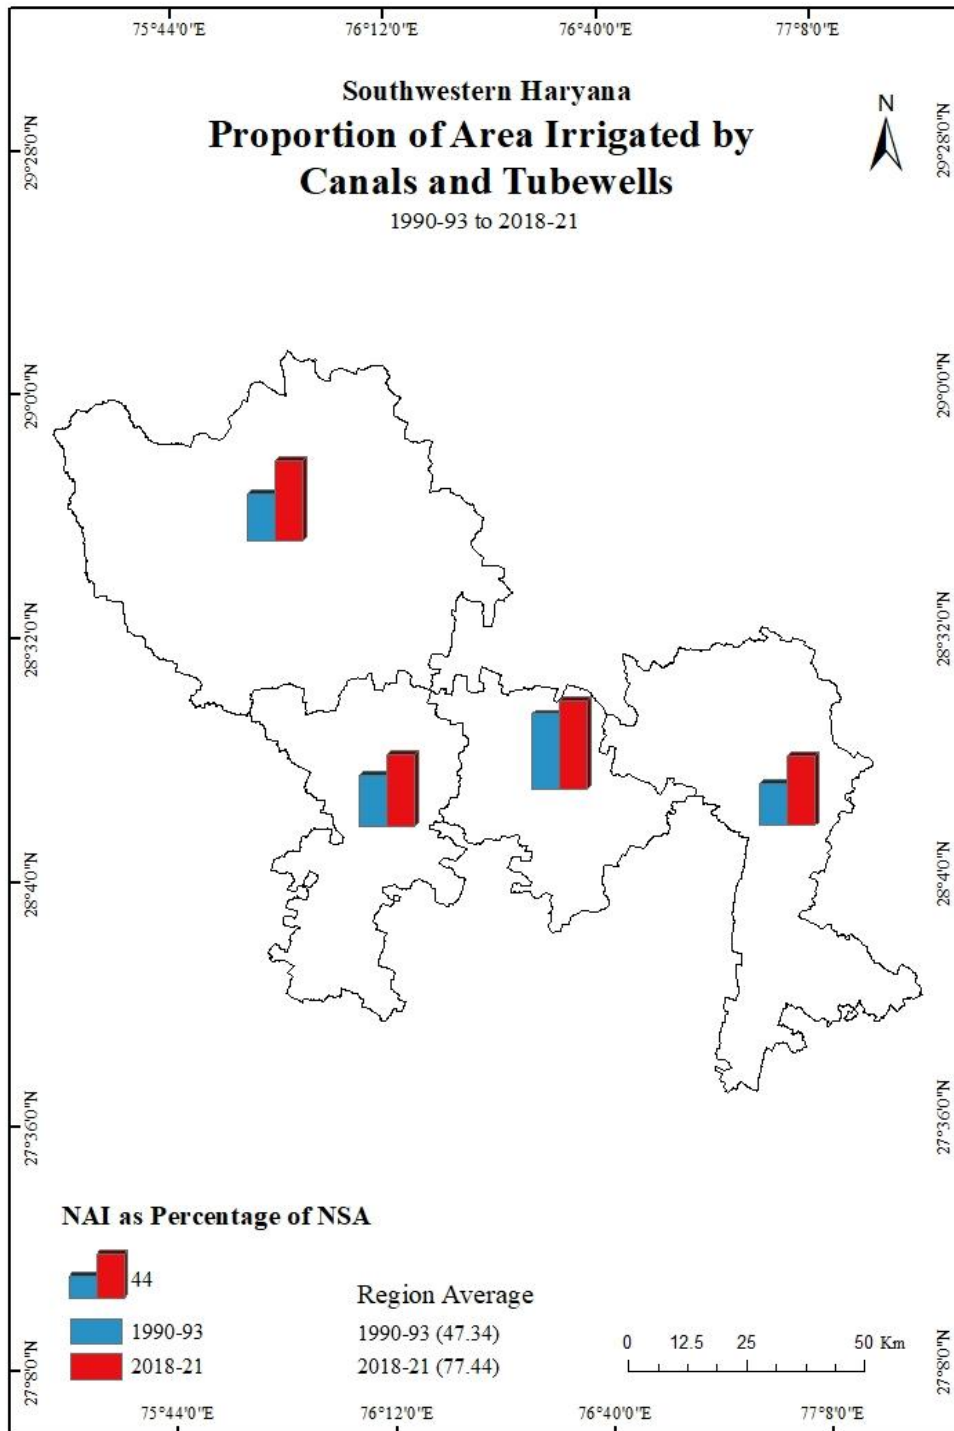 75°44'0"E 76°12'0"E 76°40'0"E 77°8'0"E
Southwestern Haryana
Proportion of Area Irrigated by
Canals and Tubewells
1990-93 to 2018-21
N
29°28'0"N 29°28'0"N
29°0'0"N 29°0'0"N
28°32'0"N 28°32'0"N
28°4'0"N 28°4'0"N
27°36'0"N 27°36'0"N
NAI as Percentage of NSA
44
Region Average
1990-93 1990-93 (47.34)
2018-21 2018-21 (77.44)
0 12.5 25 50 Km
27°8'0"N 27°8'0"N
75°44'0"E 76°12'0"E 76°40'0"E 77°8'0"E